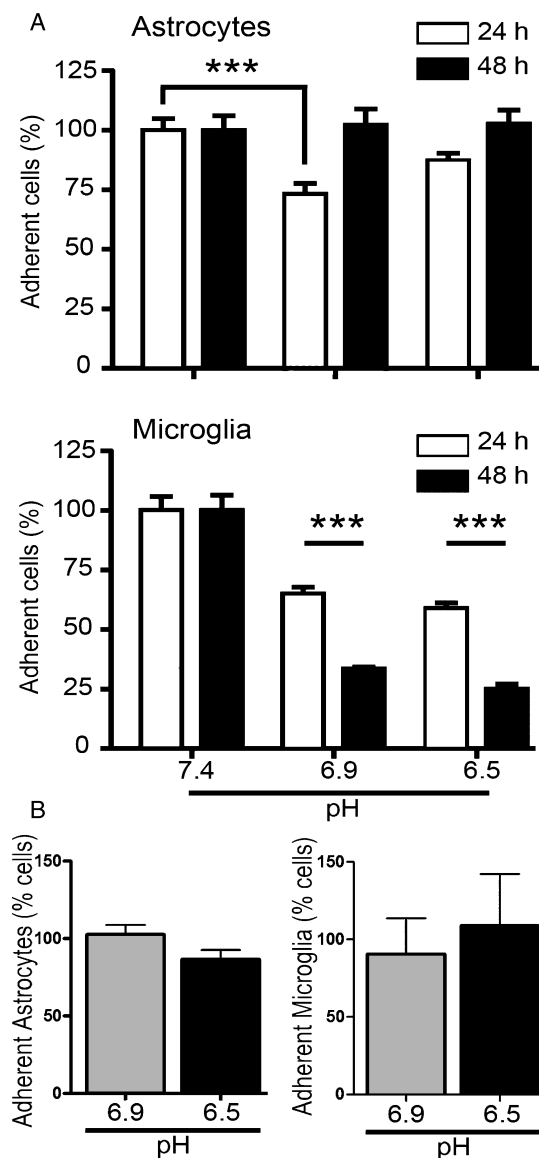 A
Astrocytes
24 h
48 h
***
Adherent cells (%)
125
100
75
50
25
0
Microglia
24 h
48 h
*** ***
Adherent cells (%)
125
100
75
50
25
0
7.4 6.9 6.5
pH
B
Adherent Astrocytes (% cells)
150
100
50
0
6.9 6.5
pH
Adherent Microglia (% cells)
150
100
50
0
6.9 6.5
pH